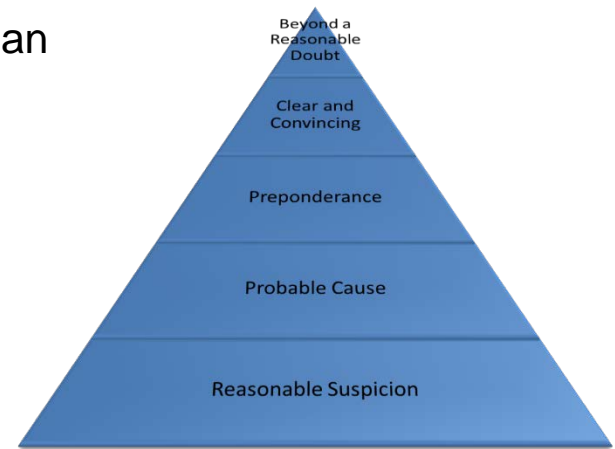 an
Beyond a
Reasonable
Doubt
Clear and
Convincing
Preponderance
Probable Cause
Reasonable Suspicion